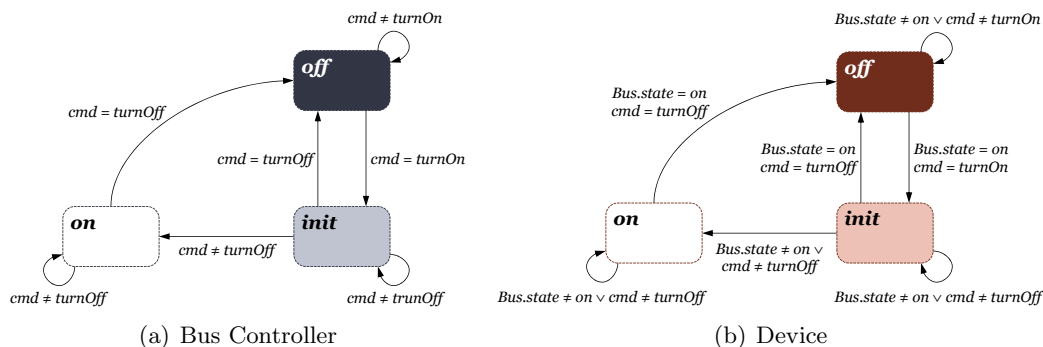 cmd ≠ turnOn
off
cmd = turnOff
cmd = turnOff
cmd = turnOn
on
init
cmd ≠ turnOff
cmd ≠ turnOff
cmd ≠ trunOff
(a) Bus Controller
Bus.state ≠ on ∨ cmd ≠ turnOn
off
Bus.state = on
cmd = turnOff
Bus.state = on
cmd = turnOff
Bus.state = on
cmd = turnOn
on
init
Bus.state ≠ on ∨
cmd ≠ turnOff
Bus.state ≠ on ∨ cmd ≠ turnOff
Bus.state ≠ on ∨ cmd ≠ turnOff
(b) Device